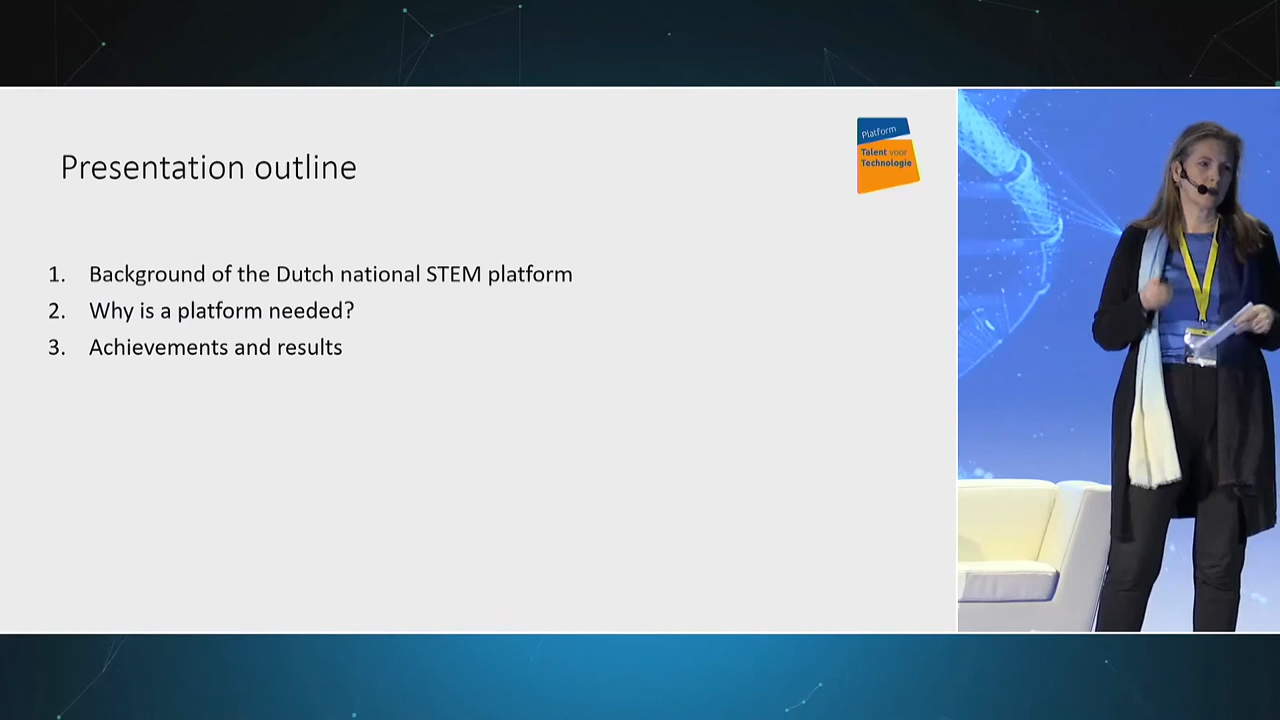 Presentation outline
Platform
Talent voor
Technologie
1. Background of the Dutch national STEM platform
2. Why is a platform needed?
3. Achievements and results